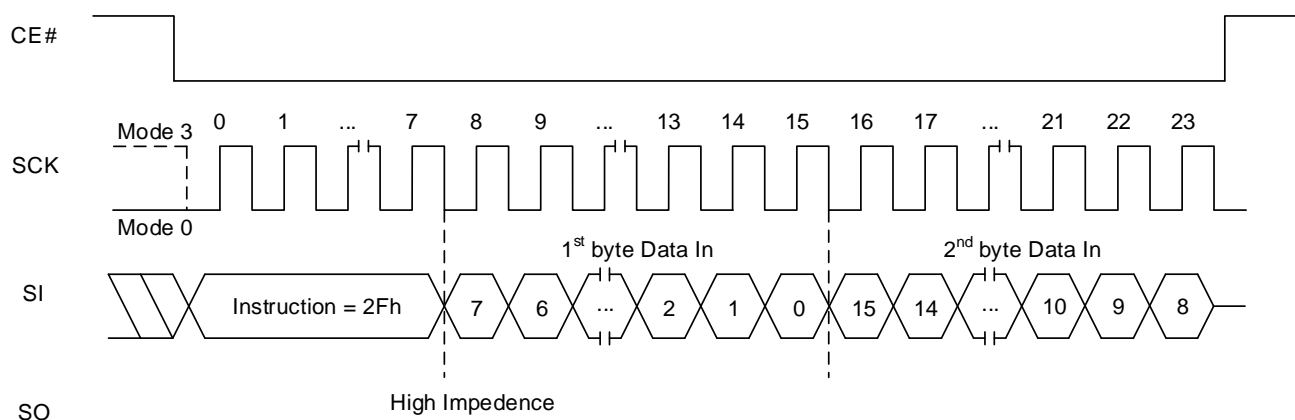 CE#
0 1 ... 7 8 9 ... 13 14 15 16 17 ... 21 22 23
Mode 3
SCK
Mode 0
1st byte Data In 2nd byte Data In
SI Instruction = 2Fh 7 6 ... 2 1 0 15 14 ... 10 9 8
High Impedence
SO